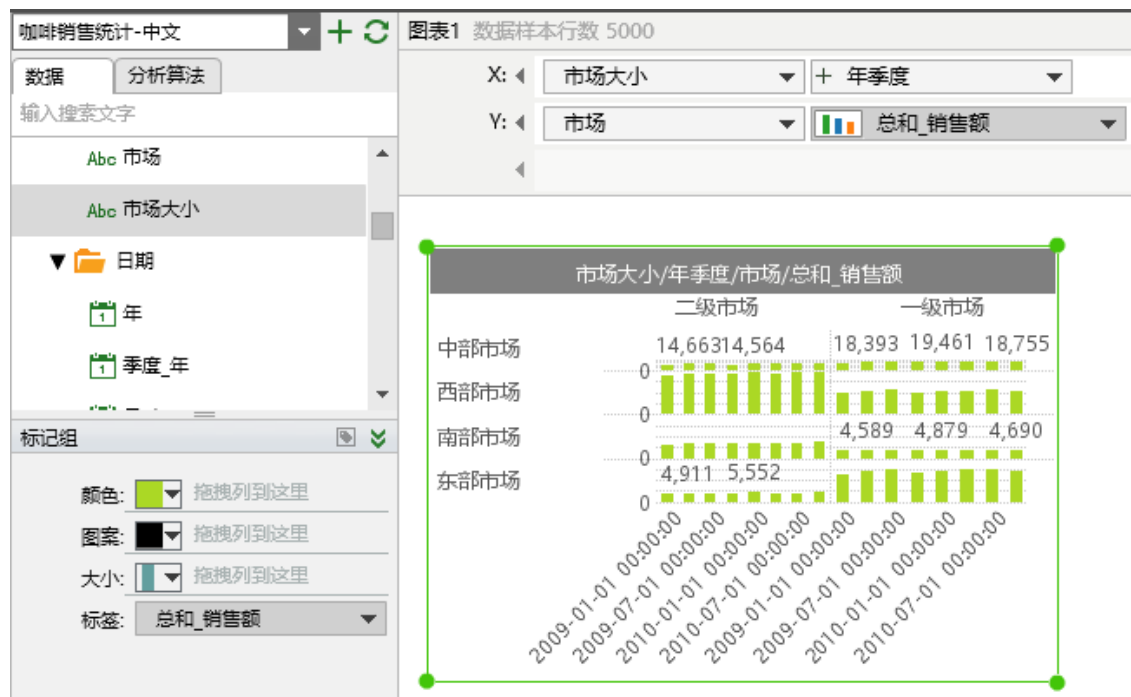 咖啡销售统计-中文
数据 分析算法
输入搜索文字
Abc 市场
Abc 市场大小
日期
1 年
1 季度_年
标记组
颜色: 拖拽列到这里
图案: 拖拽列到这里
大小: 拖拽列到这里
标签: 总和_销售额
图表1 数据样本行数 5000
X: 市场大小 + 年季度
Y: 市场 总和_销售额
市场大小/年季度/市场/总和_销售额
二级市场 一级市场
中部市场 14,663 14,564 18,393 19,461 18,755
0
西部市场
0
南部市场 4,589 4,879 4,690
0
东部市场 4,911 5,552
0
2009-01-01 00:00:00
2009-07-01 00:00:00
2010-01-01 00:00:00
2010-07-01 00:00:00
2009-01-01 00:00:00
2009-07-01 00:00:00
2010-01-01 00:00:00
2010-07-01 00:00:00